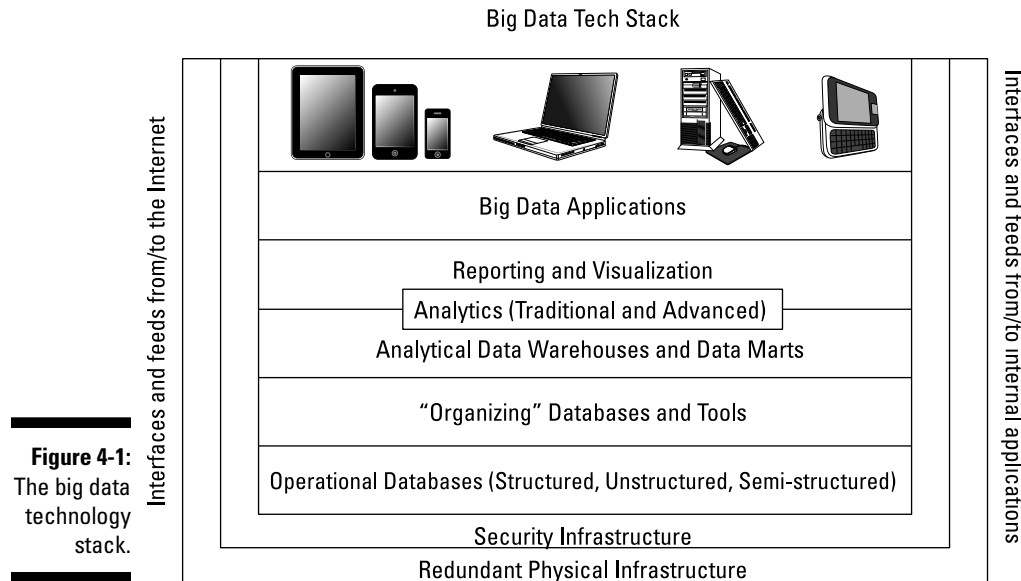 Big Data Tech Stack
Interfaces and feeds from/to the Internet
Interfaces and feeds from/to internal applications
Big Data Applications
Reporting and Visualization
Analytics (Traditional and Advanced)
Analytical Data Warehouses and Data Marts
“Organizing” Databases and Tools
Operational Databases (Structured, Unstructured, Semi-structured)
Security Infrastructure
Redundant Physical Infrastructure
Figure 4-1:
The big data
technology
stack.